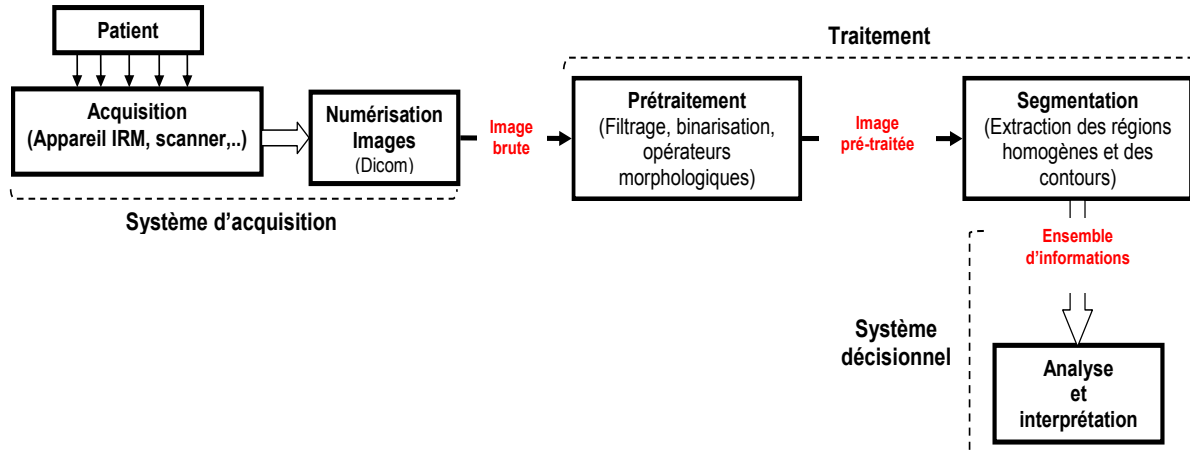 Patient
Acquisition
(Appareil IRM, scanner,..)
Numérisation
Images
(Dicom)
Système d'acquisition
Image
brute
Traitement
Prétraitement
(Filtrage, binarisation,
opérateurs
morphologiques)
Image
pré-traitée
Segmentation
(Extraction des régions
homogènes et des
contours)
Ensemble
d'informations
Système
décisionnel
Analyse
et
interprétation